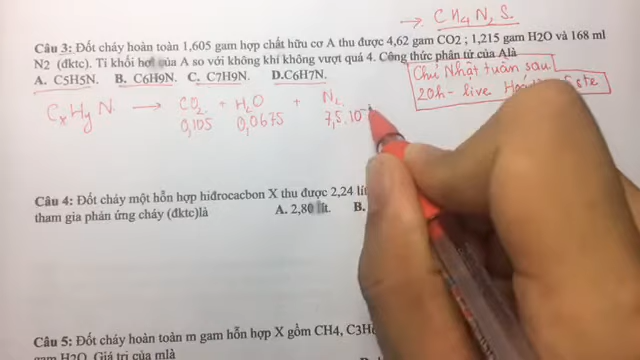 → CH4 N, S.
Câu 3: Đốt cháy hoàn toàn 1,605 gam hợp chất hữu cơ A thu được 4,62 gam CO2 ; 1,215 gam H2O và 168 ml
N2 (đktc). Tỉ khối hơi của A so với không khí không vượt quá 4. Công thức phân tử của A là
A. C5H5N. B. C6H9N. C. C7H9N. D.C6H7N.
Chủ Nhật tuần sau
20h - live Este
CxHyN → CO2 + H2O + N2
0,105 0,0675 7,5.10
Câu 4: Đốt cháy một hỗn hợp hiđrocacbon X thu được 2,24 lít
tham gia phản ứng cháy (đktc)là A. 2,80 lít. B.
Câu 5: Đốt cháy hoàn toàn m gam hỗn hợp X gồm CH4, C3H
gam H2O. Giá trị của m là